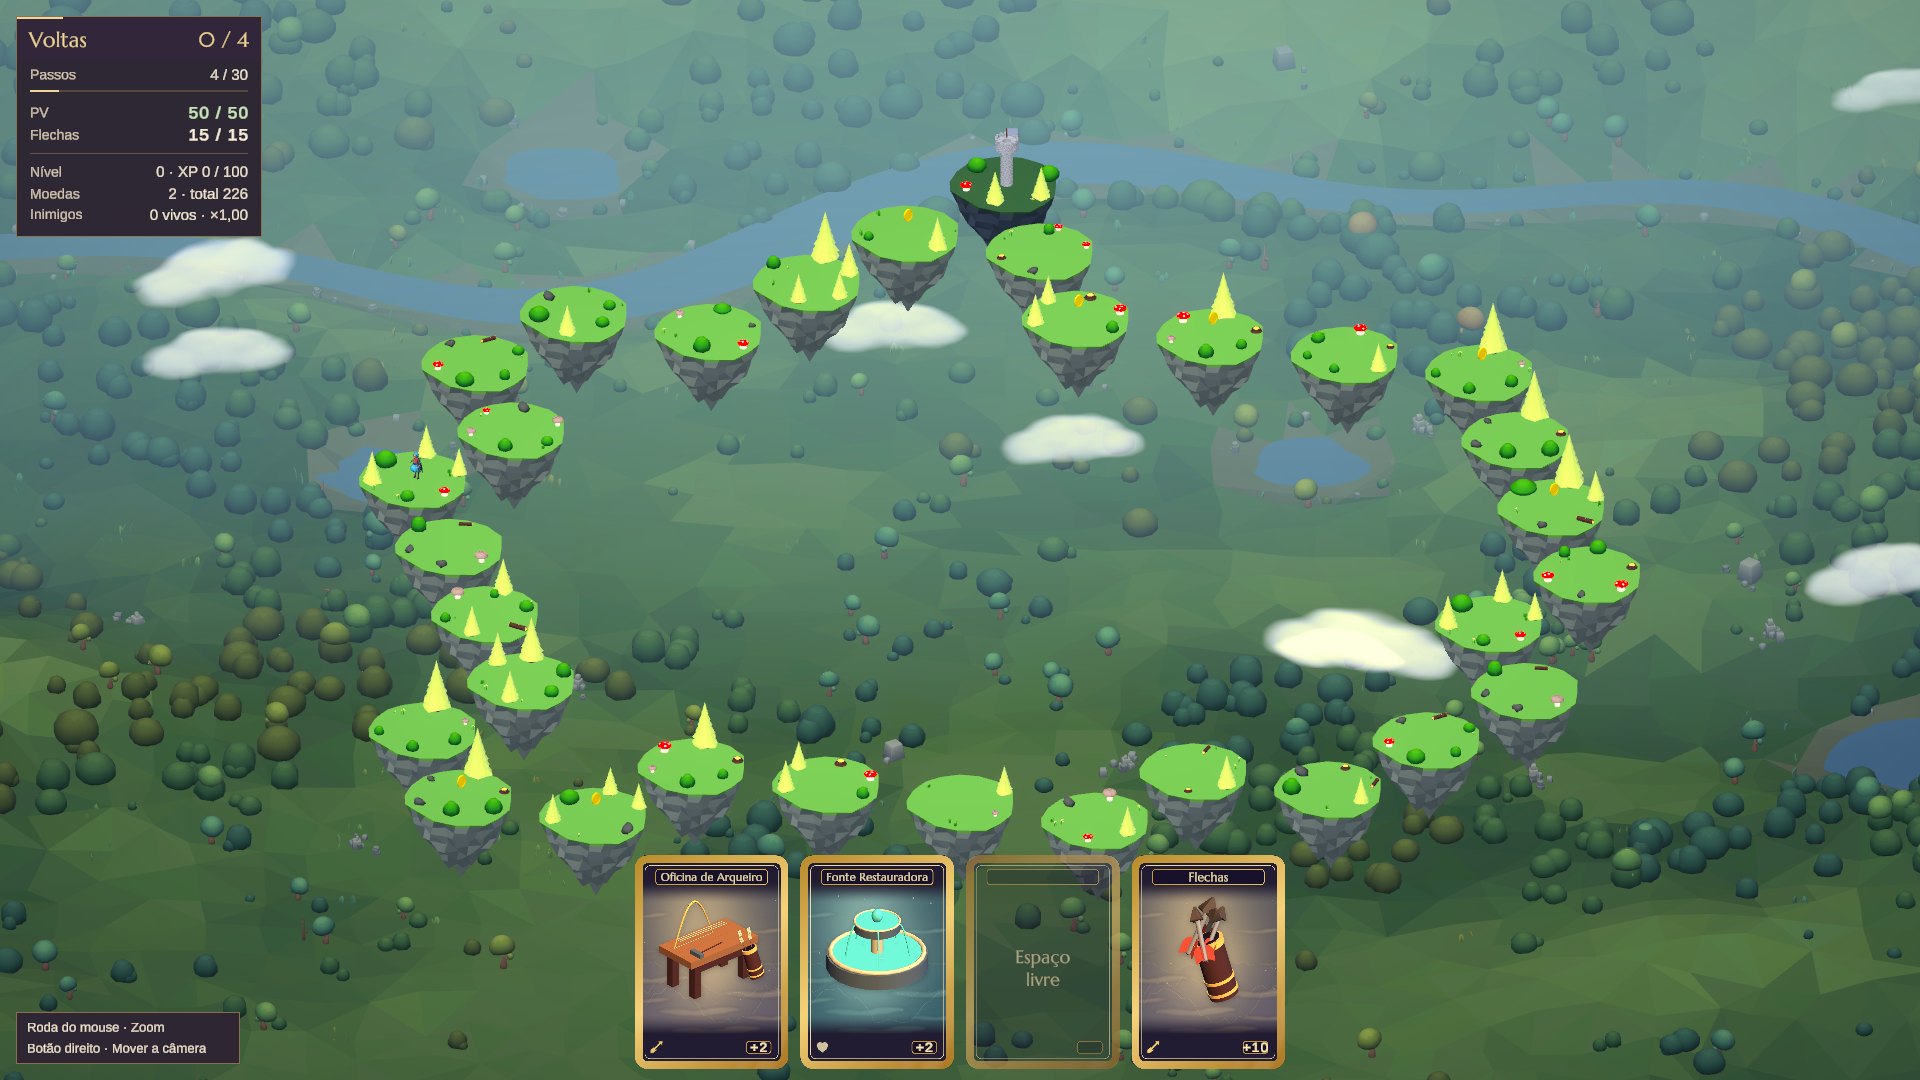 Voltas 0 / 4
Passos 4 / 30
PV 50 / 50
Flechas 15 / 15
Nível 0 · XP 0 / 100
Moedas 2 · total 226
Inimigos 0 vivos · ×1,00
Oficina de Arqueiro
+2
Fonte Restauradora
+2
Espaço
livre
Flechas
+10
Roda do mouse · Zoom
Botão direito · Mover a câmera